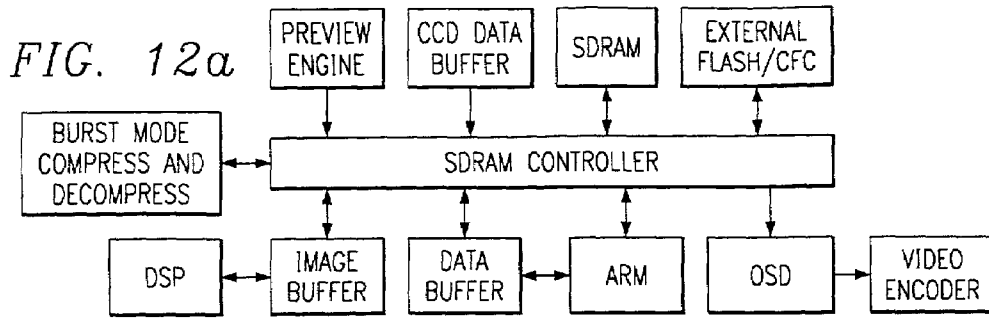 FIG. 12a
PREVIEW
ENGINE
CCD DATA
BUFFER
SDRAM
EXTERNAL
FLASH/CFC
BURST MODE
COMPRESS AND
DECOMPRESS
SDRAM CONTROLLER
DSP
IMAGE
BUFFER
DATA
BUFFER
ARM
OSD
VIDEO
ENCODER